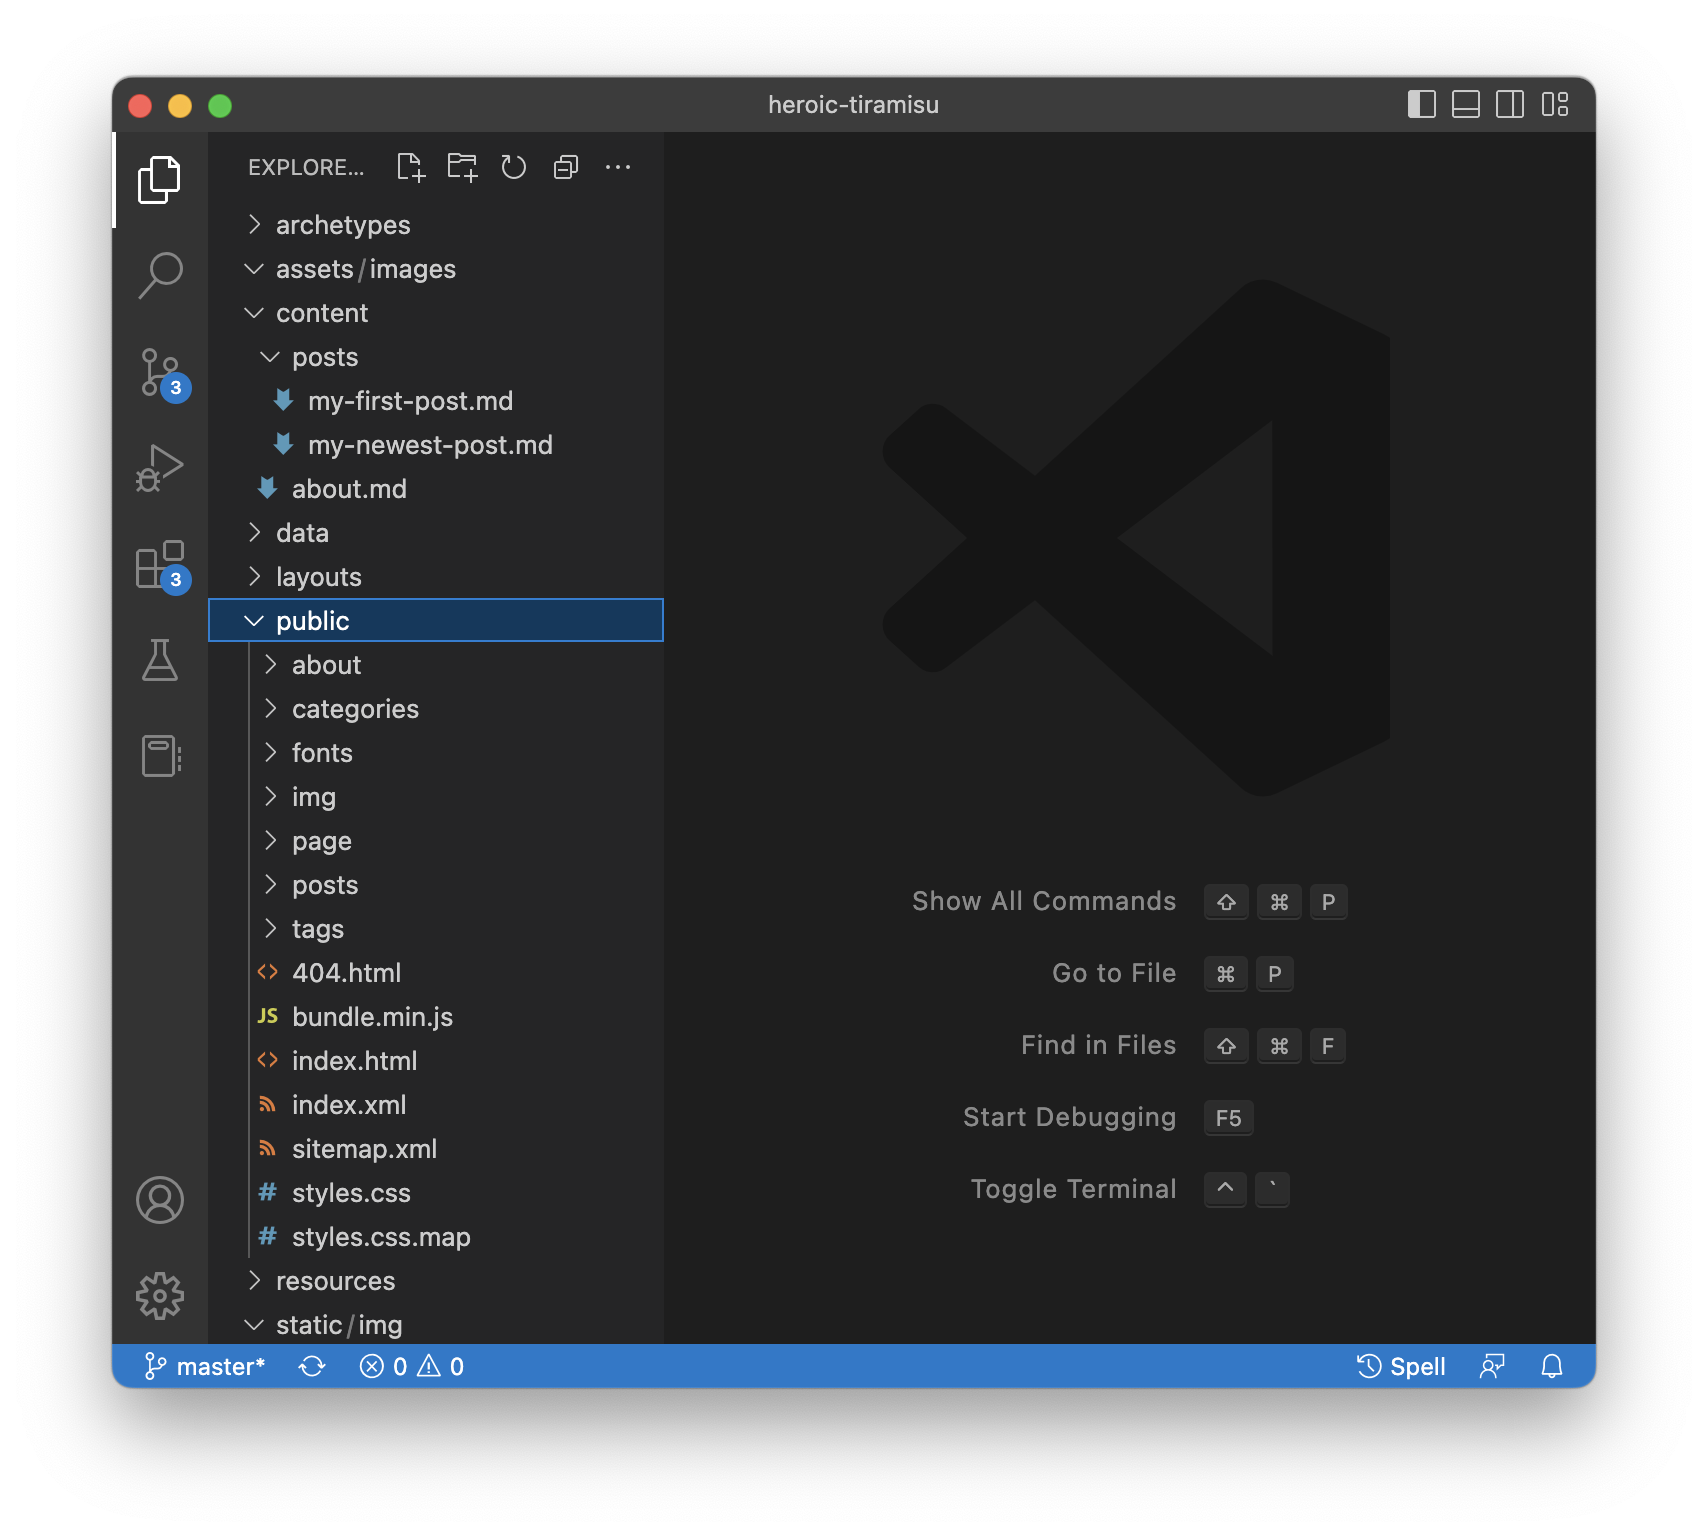 heroic-tiramisu
EXPLORE...
archetypes
assets/images
content
posts
my-first-post.md
my-newest-post.md
about.md
data
layouts
public
about
categories
fonts
img
page
posts
tags
404.html
JS bundle.min.js
index.html
index.xml
sitemap.xml
# styles.css
# styles.css.map
resources
static/img
3
3
Show All Commands ⇧ ⌘ P
Go to File ⌘ P
Find in Files ⇧ ⌘ F
Start Debugging F5
Toggle Terminal ^ `
master* 0 0 Spell